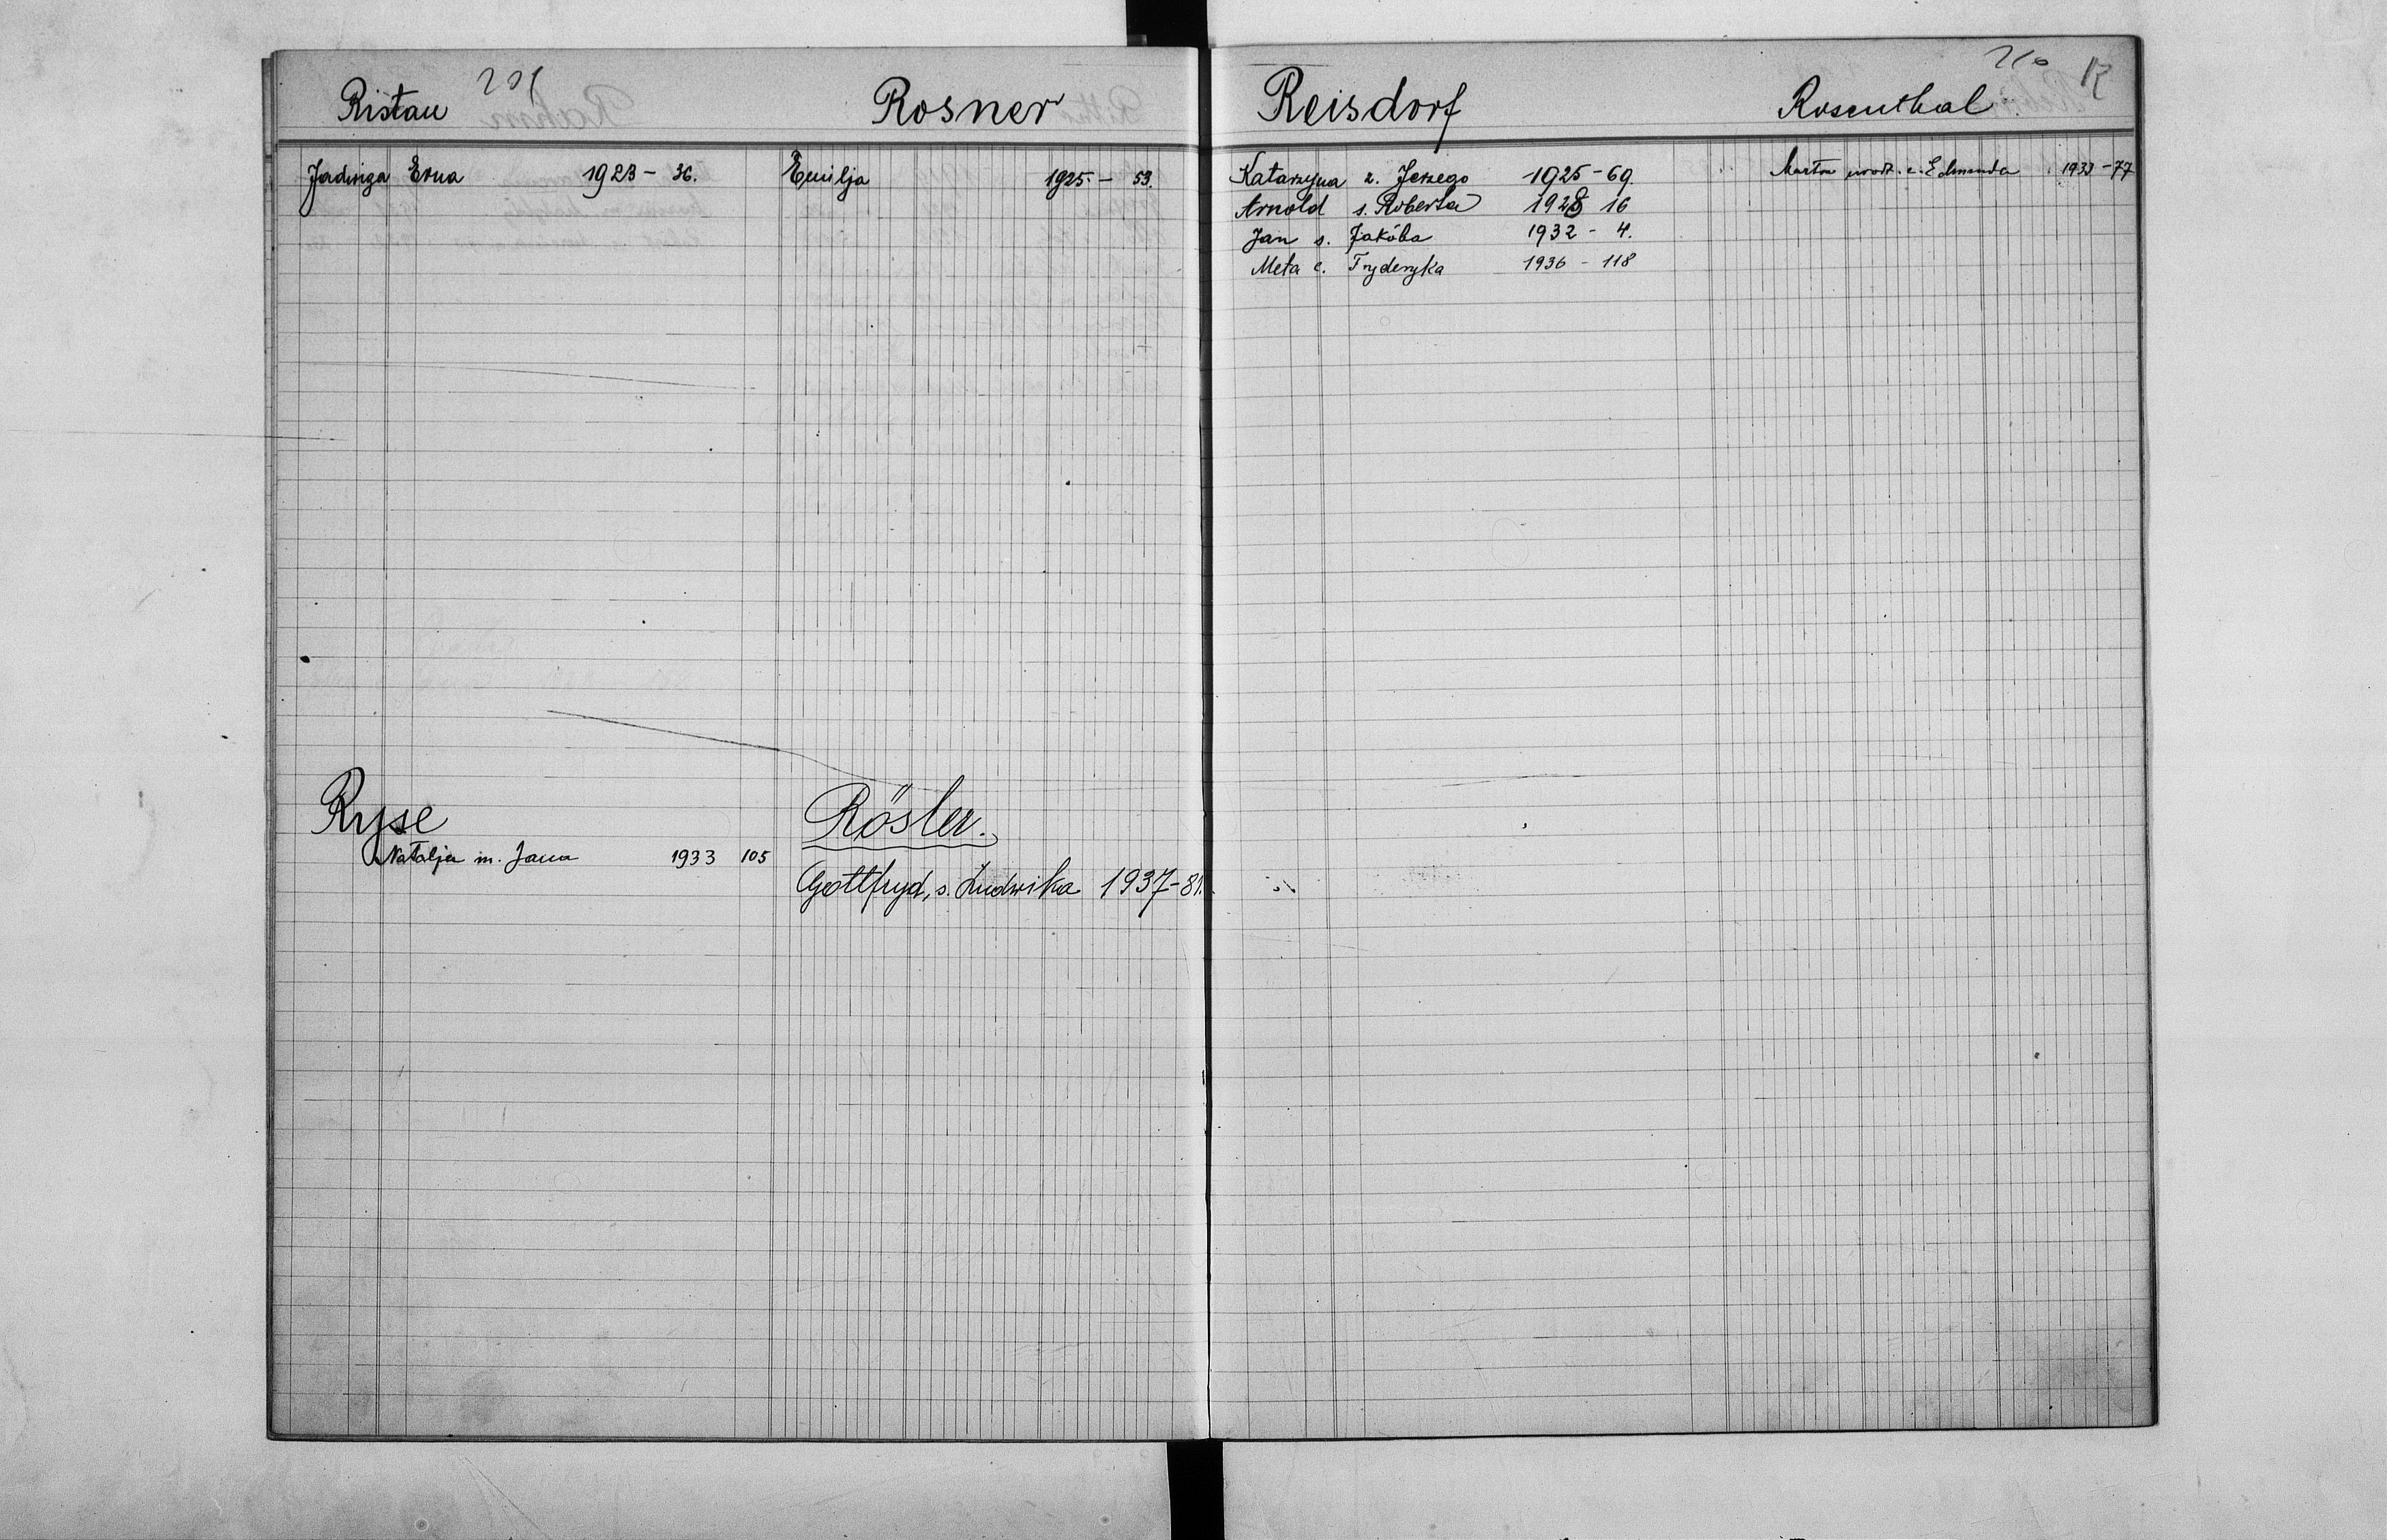 Ristau
Jadwiga Erna 1923 - 36.
Ryse
Natalja m. Jana 1933 105
Rosner
Emilja 1925 - 53.
Rösler.
Gottfryd, s. Ludwika 1937-81.
Reisdorf
Katarzyna z. Jerzego 1925-69.
Arnold s. Roberta 1928 16
Jan s. Jakóba 1932 - 4.
Meta c. Fryderyka 1936 - 118
210 R
Rosenthal
Marta c. Edmunda 1933-77